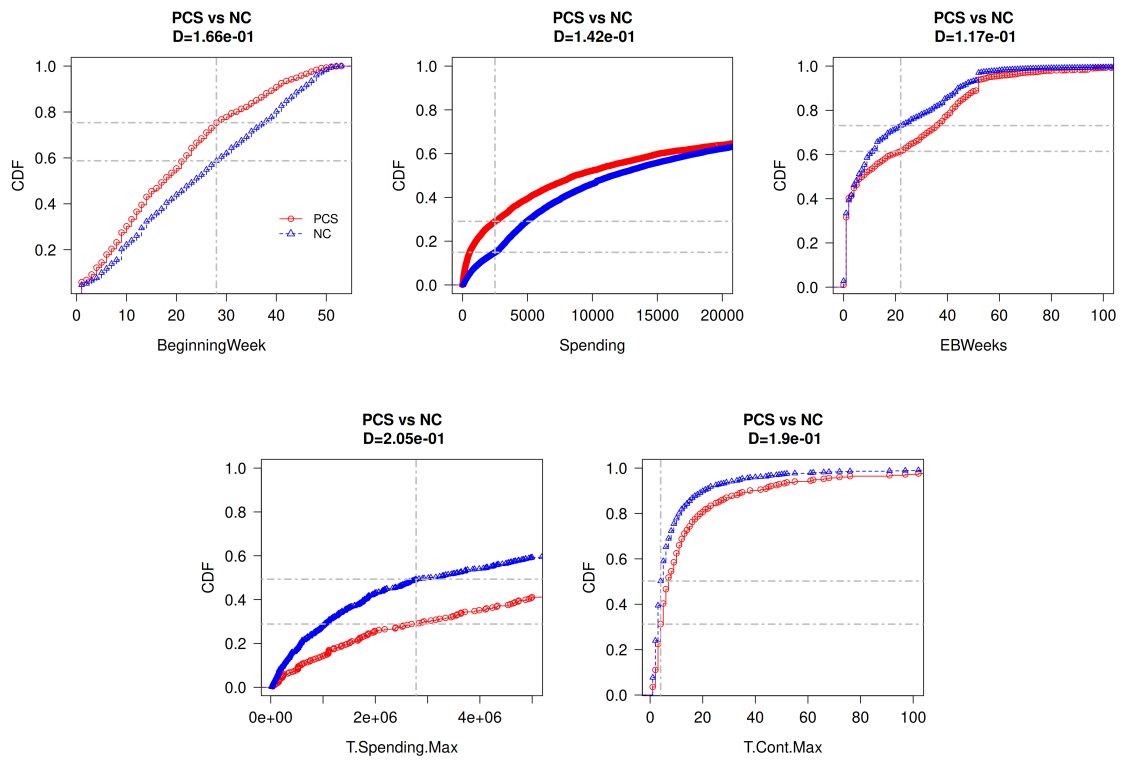 PCS vs NC
D=1.66e-01
CDF
1.0
0.8
0.6
0.4
0.2
PCS
NC
0 10 20 30 40 50
BeginningWeek
PCS vs NC
D=1.42e-01
CDF
1.0
0.8
0.6
0.4
0.2
0.0
0 5000 10000 15000 20000
Spending
PCS vs NC
D=1.17e-01
CDF
1.0
0.8
0.6
0.4
0.2
0.0
0 20 40 60 80 100
EBWeeks
PCS vs NC
D=2.05e-01
CDF
1.0
0.8
0.6
0.4
0.2
0.0
0e+00 2e+06 4e+06
T.Spending.Max
PCS vs NC
D=1.9e-01
CDF
1.0
0.8
0.6
0.4
0.2
0.0
0 20 40 60 80 100
T.Cont.Max